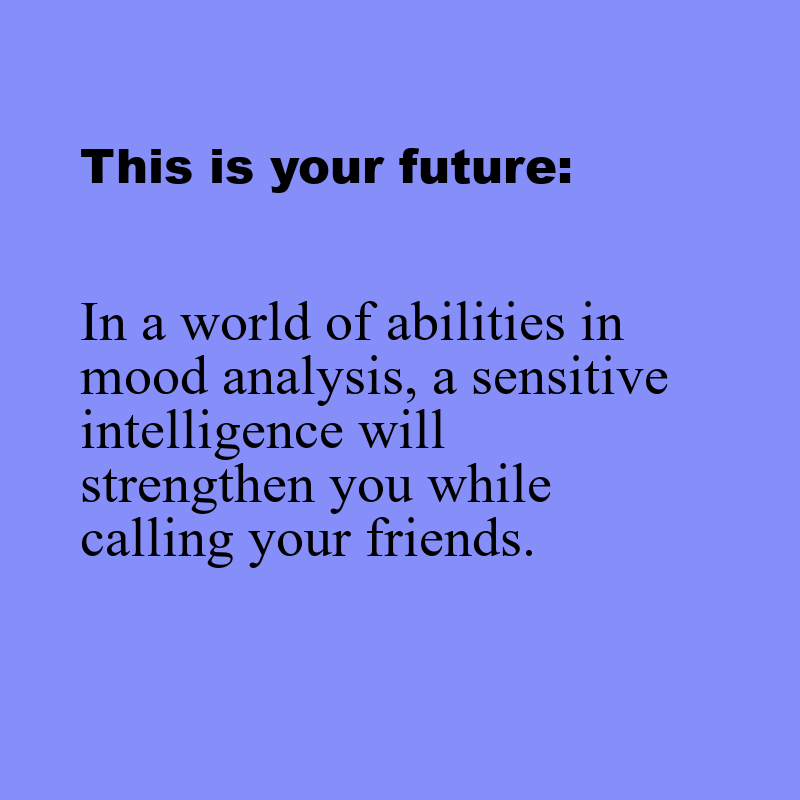 This is your future:
In a world of abilities in
mood analysis, a sensitive
intelligence will
strengthen you while
calling your friends.